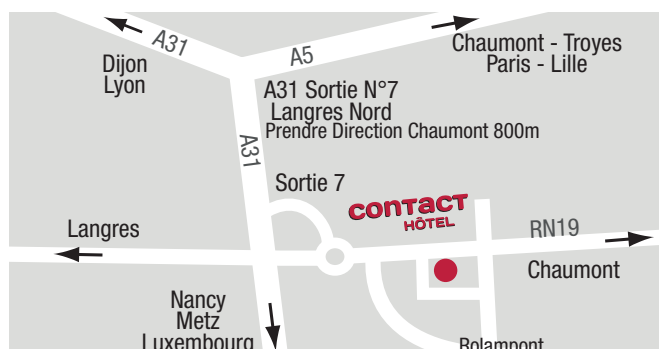 A31
A5
Chaumont - Troyes
Paris - Lille
Dijon
Lyon
A31 Sortie N°7
Langres Nord
Prendre Direction Chaumont 800m
A31
Sortie 7
CONTACT
HÔTEL
Langres
RN19
Chaumont
Nancy
Metz
Luxembourg
Rolampont